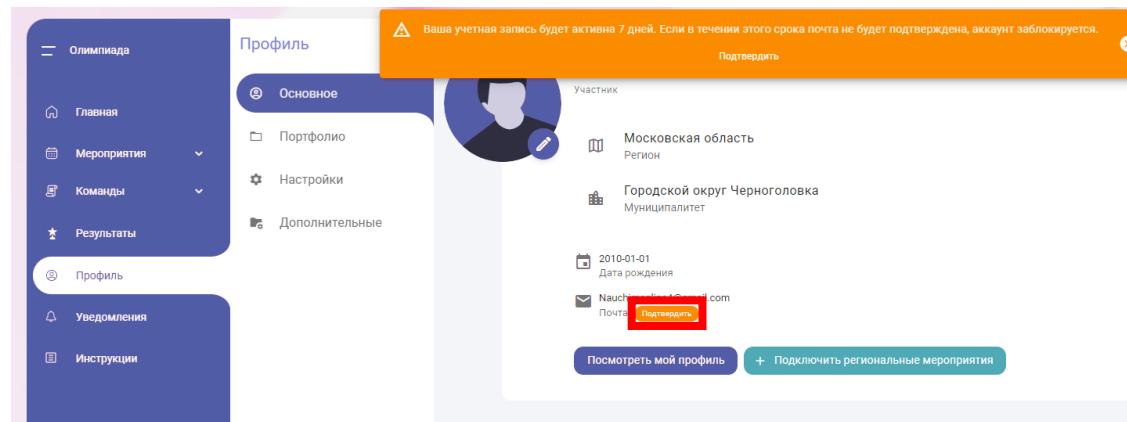 Ваша учетная запись будет активна 7 дней. Если в течении этого срока почта не будет подтверждена, аккаунт заблокируется.
Подтвердить
Олимпиада
Главная
Мероприятия
Команды
Результаты
Профиль
Уведомления
Инструкции
Профиль
Основное
Портфолио
Настройки
Дополнительные
Участник
Московская область
Регион
Городской округ Черноголовка
Муниципалитет
2010-01-01
Дата рождения
Почта Подтвердить
Посмотреть мой профиль
+ Подключить региональные мероприятия